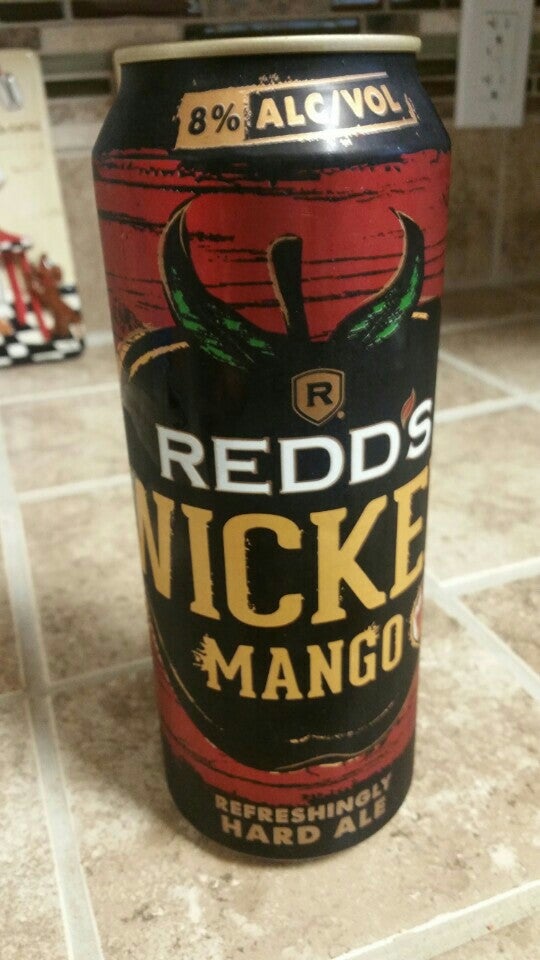 8% ALC/VOL
R
REDD'S
WICKE
MANGO
REFRESHINGLY
HARD ALE